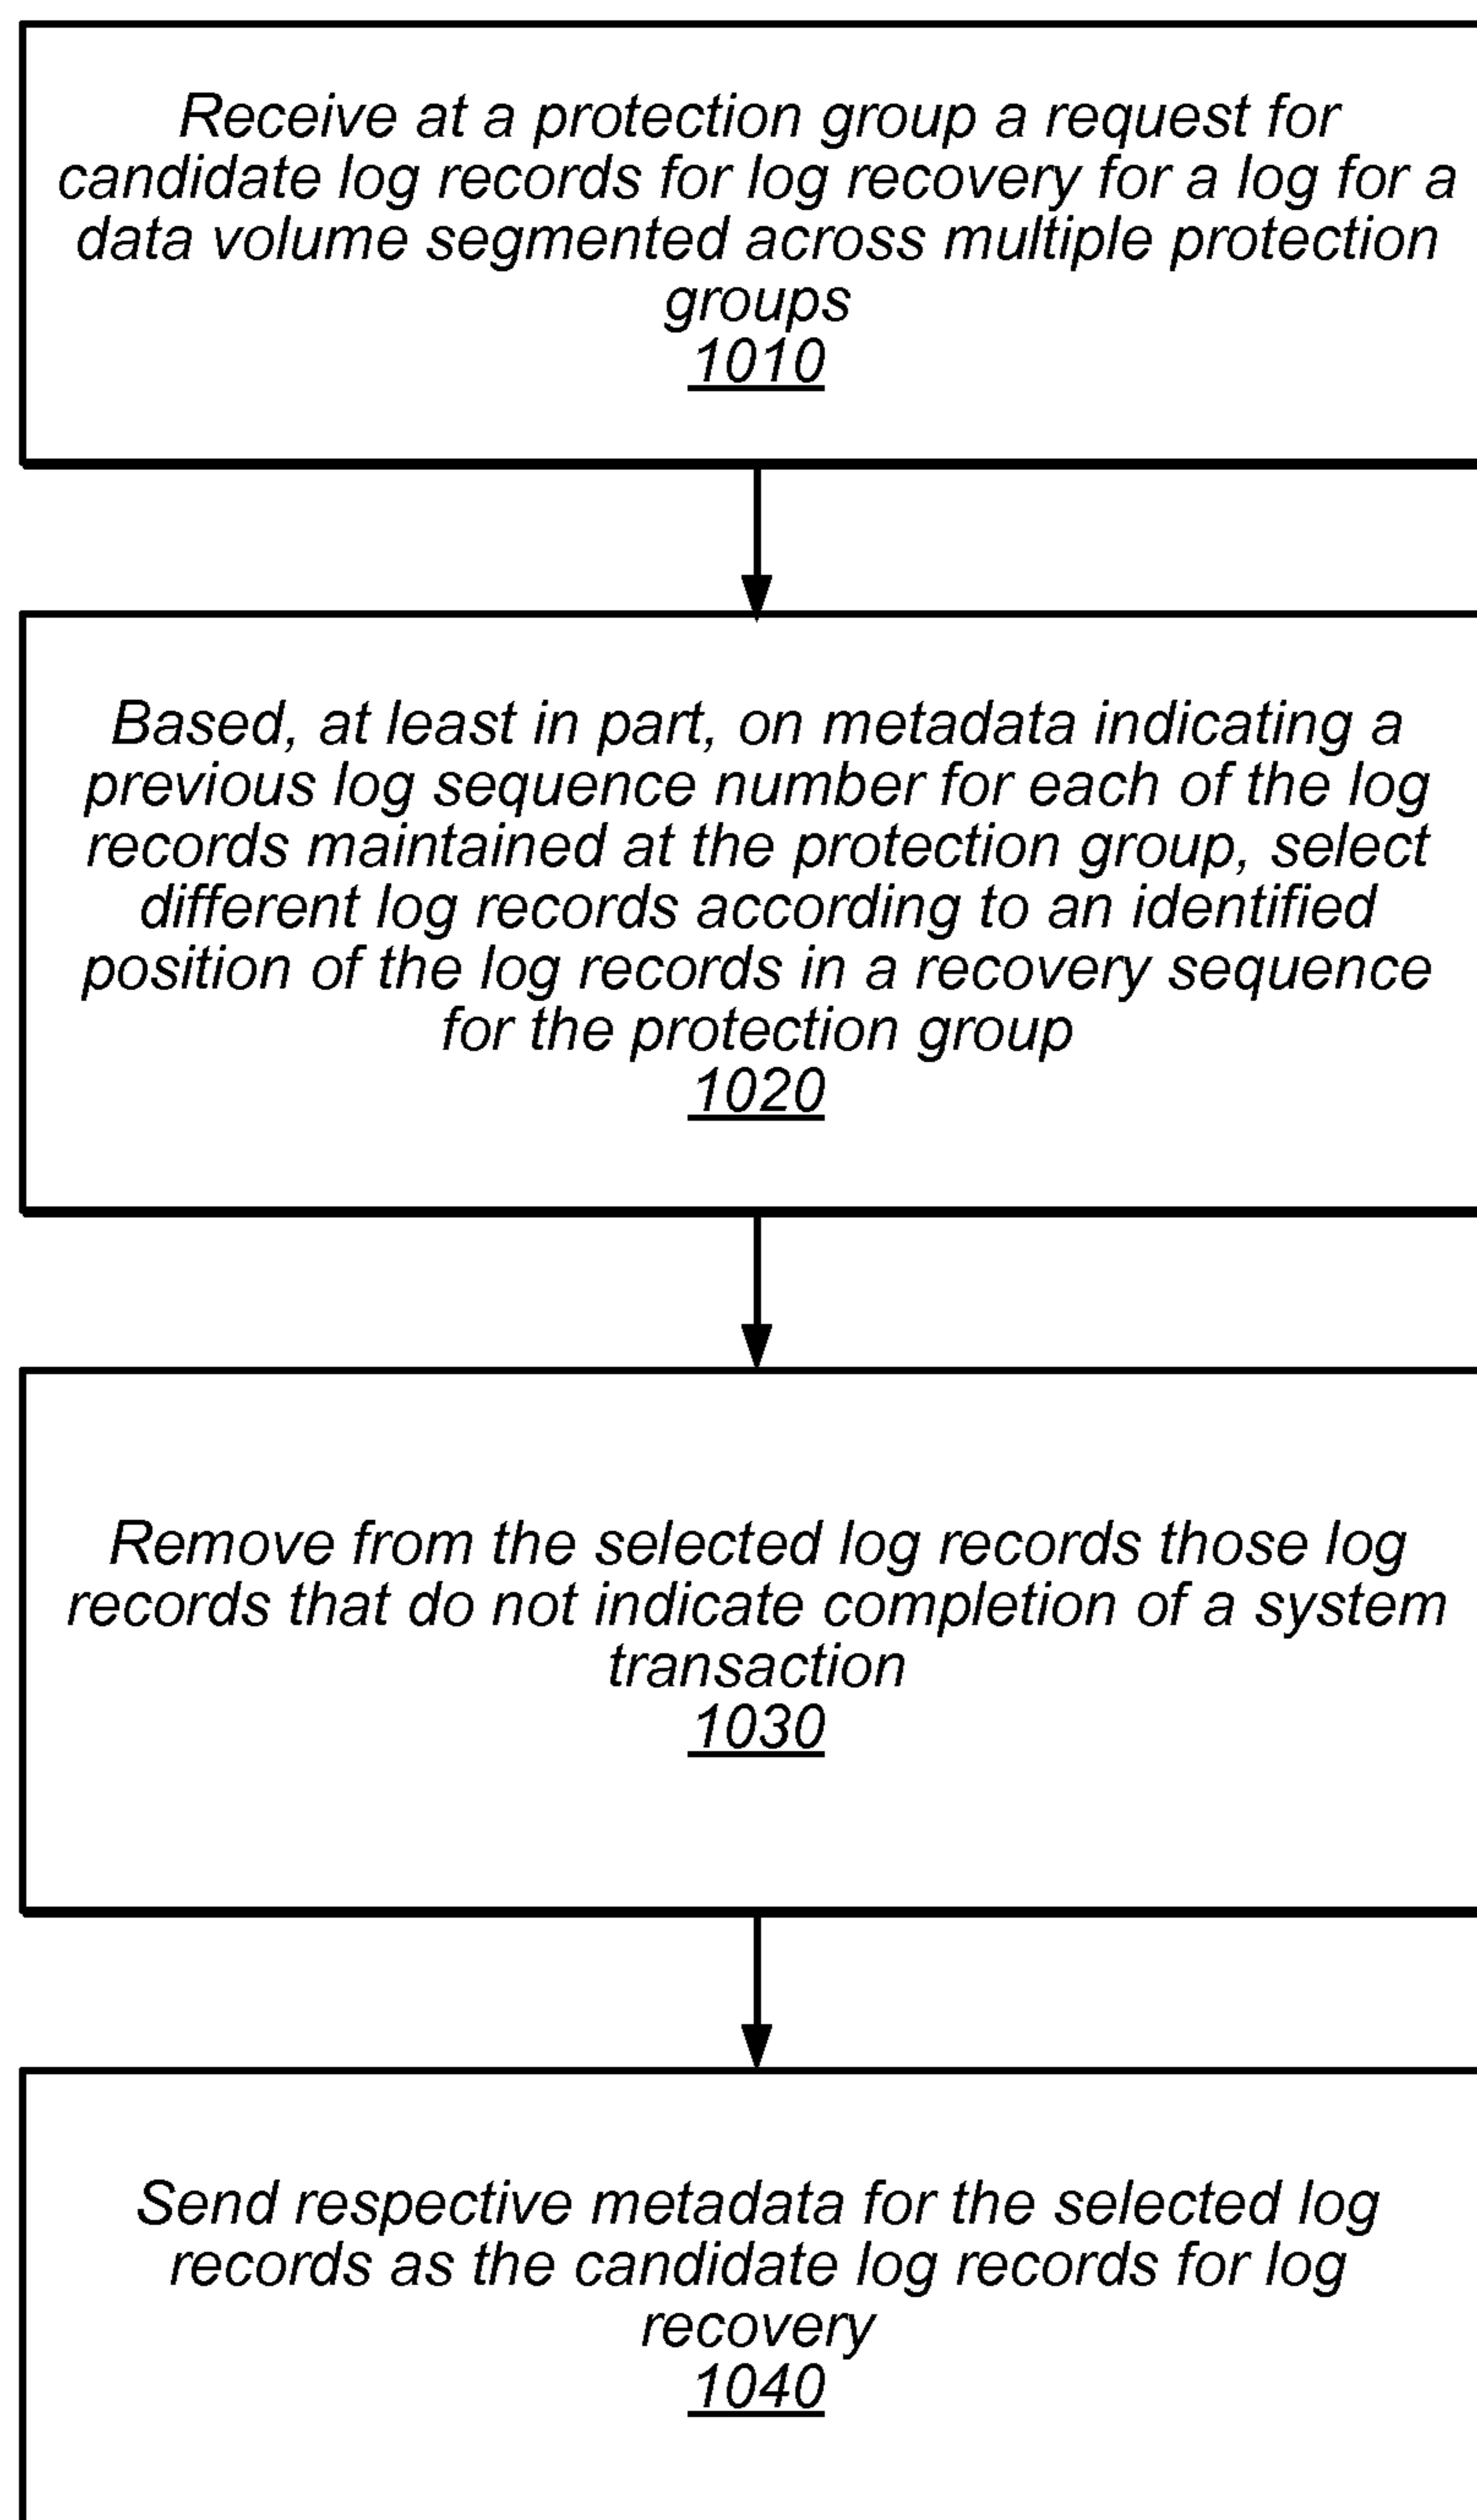 Receive at a protection group a request for
candidate log records for log recovery for a log for a
data volume segmented across multiple protection
groups
1010
Based, at least in part, on metadata indicating a
previous log sequence number for each of the log
records maintained at the protection group, select
different log records according to an identified
position of the log records in a recovery sequence
for the protection group
1020
Remove from the selected log records those log
records that do not indicate completion of a system
transaction
1030
Send respective metadata for the selected log
records as the candidate log records for log
recovery
1040